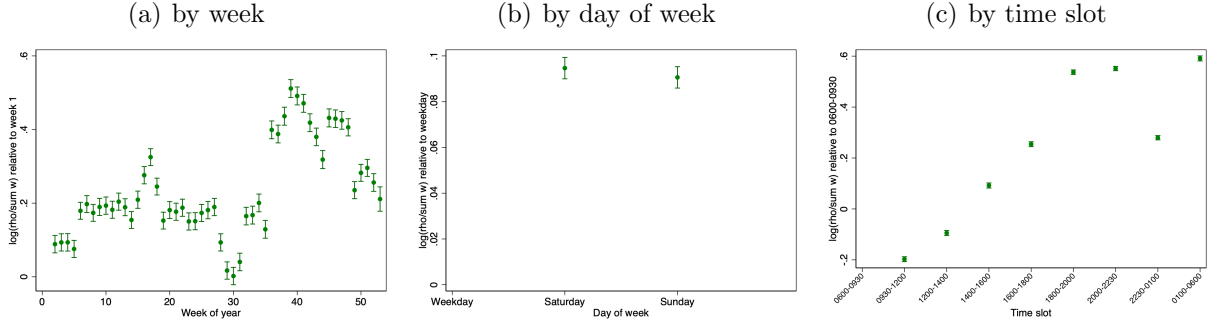 (a) by week
(b) by day of week
(c) by time slot
log(rho/sum w) relative to week 1
.6
.4
.2
0
0
10
20
30
40
50
Week of year
log(rho/sum w) relative to weekday
.1
.08
.06
.04
.02
0
Weekday
Saturday
Sunday
Day of week
log(rho/sum w) relative to 0600-0930
.6
.4
.2
0
-.2
0600-0930
0930-1200
1200-1400
1400-1600
1600-1800
1800-2000
2000-2230
2230-0100
0100-0600
Time slot